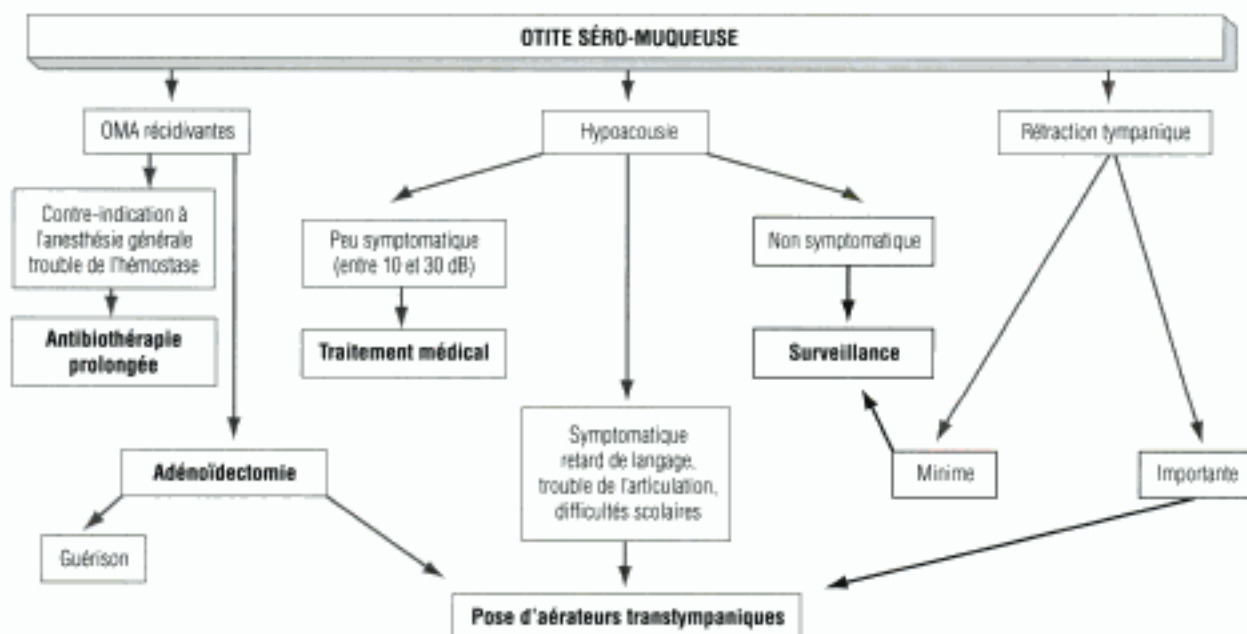 OTITE SÉRO-MUQUEUSE
OMA récidivantes
Hypoacousie
Rétraction tympanique
Contre-indication à
l'anesthésie générale
trouble de l'hémostase
Peu symptomatique
(entre 10 et 30 dB)
Non symptomatique
Antibiothérapie
prolongée
Traitement médical
Surveillance
Symptomatique
retard de langage,
trouble de l'articulation,
difficultés scolaires
Adénoïdectomie
Minime
Importante
Guérison
Pose d'aérateurs transtympaniques